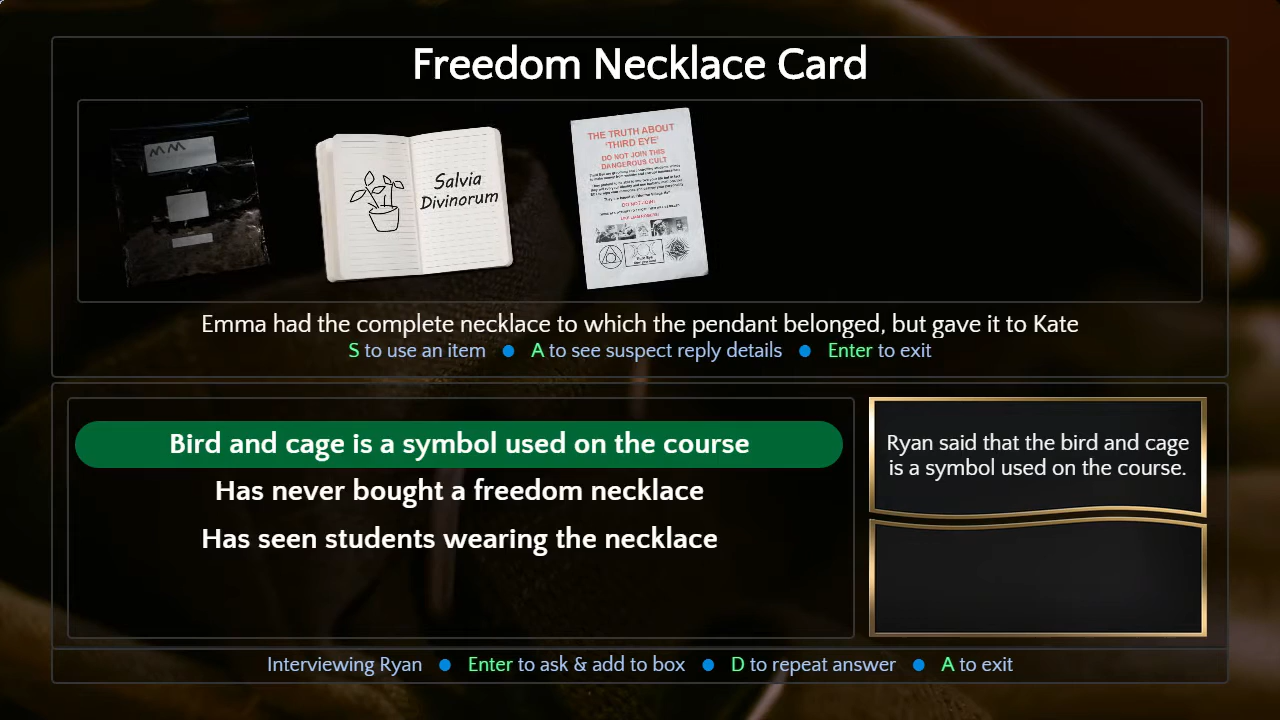 Freedom Necklace Card
MM
Salvia
Divinorum
THE TRUTH ABOUT
'THIRD EYE'
DO NOT JOIN THIS
DANGEROUS CULT
Emma had the complete necklace to which the pendant belonged, but gave it to Kate
S to use an item A to see suspect reply details Enter to exit
Bird and cage is a symbol used on the course
Has never bought a freedom necklace
Has seen students wearing the necklace
Ryan said that the bird and cage
is a symbol used on the course.
Interviewing Ryan Enter to ask & add to box D to repeat answer A to exit